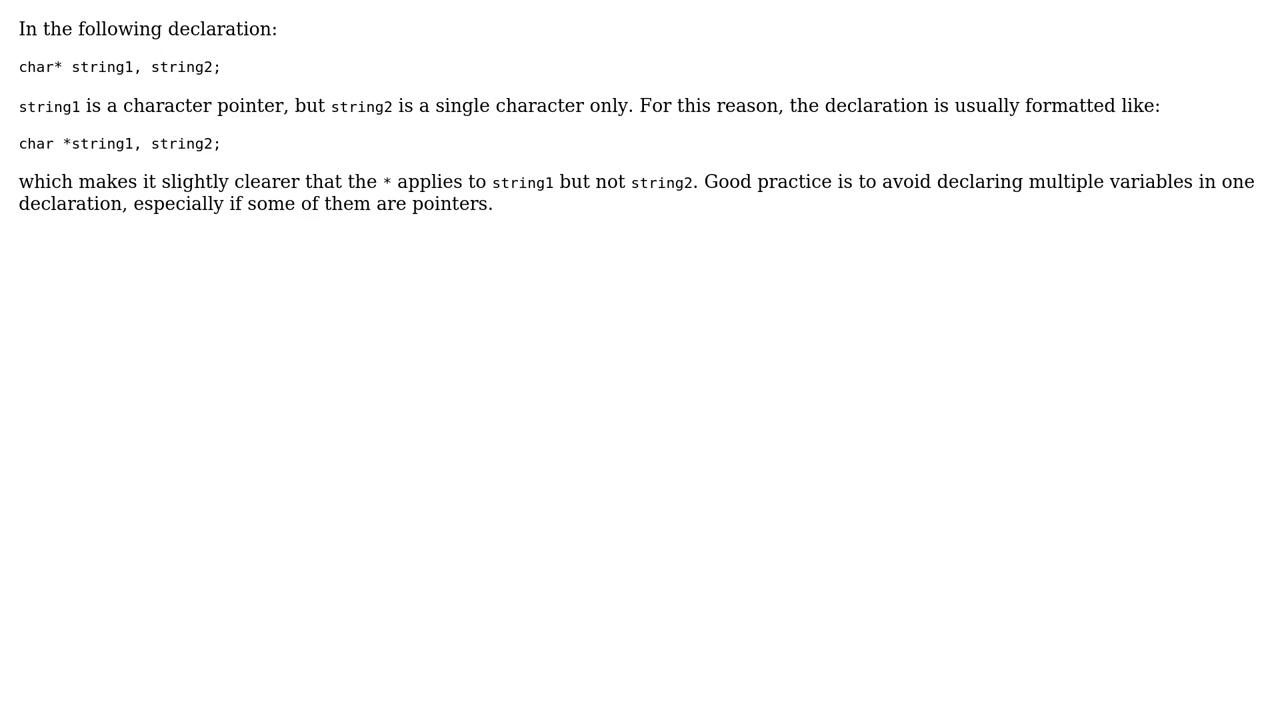 In the following declaration:
char* string1, string2;
string1 is a character pointer, but string2 is a single character only. For this reason, the declaration is usually formatted like:
char *string1, string2;
which makes it slightly clearer that the * applies to string1 but not string2. Good practice is to avoid declaring multiple variables in one
declaration, especially if some of them are pointers.